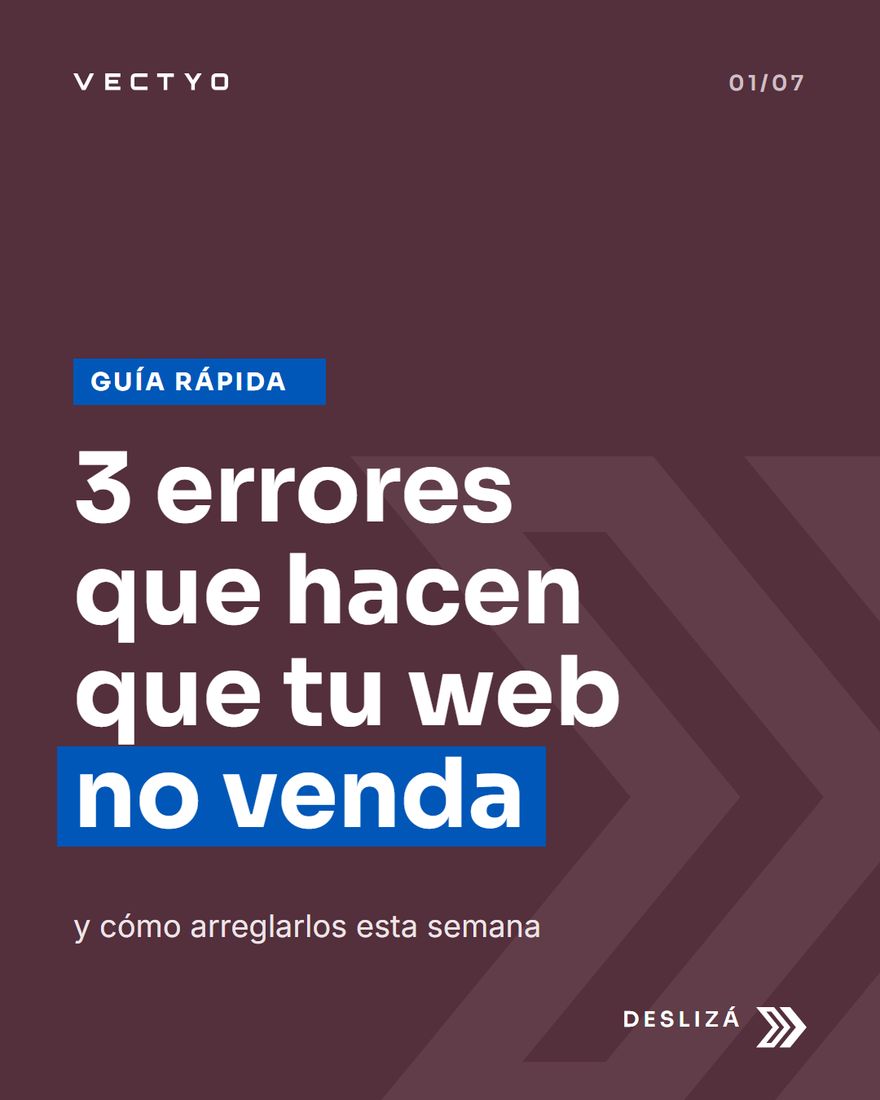 VECTYO
01/07
GUÍA RÁPIDA
3 errores
que hacen
que tu web
no venda
y cómo arreglarlos esta semana
DESLIZÁ